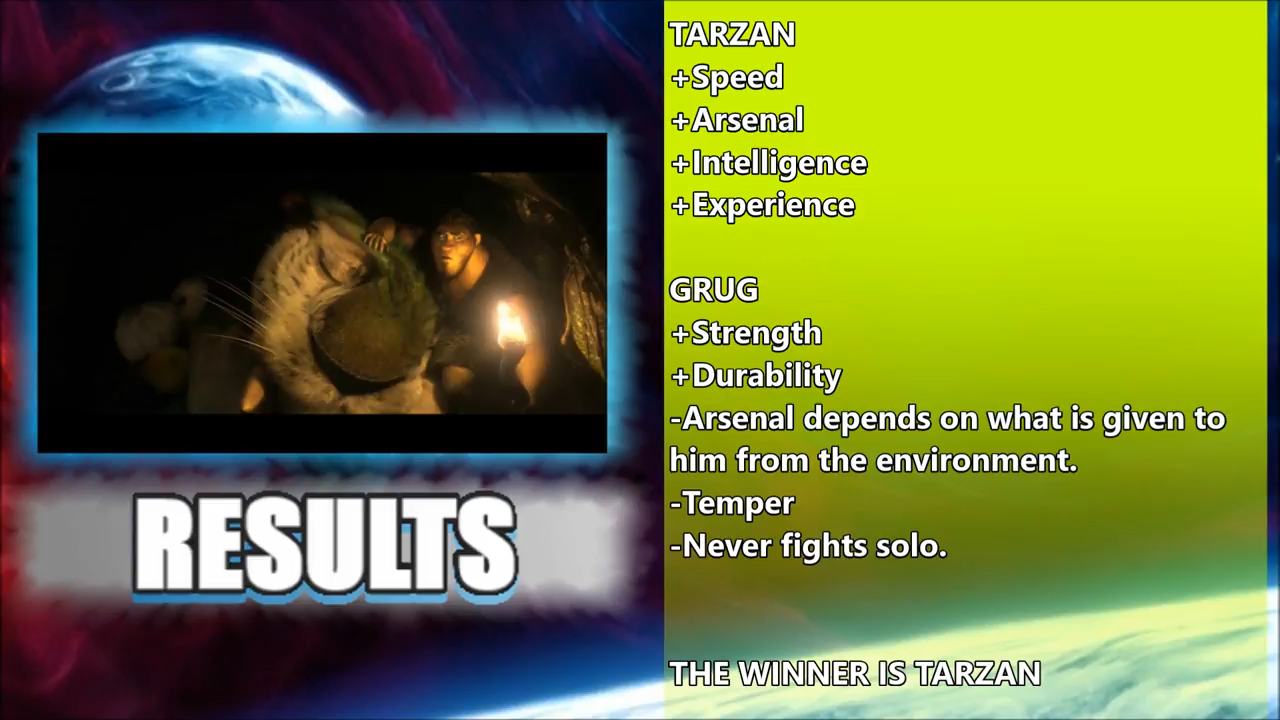 TARZAN
+Speed
+Arsenal
+Intelligence
+Experience
GRUG
+Strength
+Durability
-Arsenal depends on what is given to
him from the environment.
-Temper
-Never fights solo.
RESULTS
THE WINNER IS TARZAN